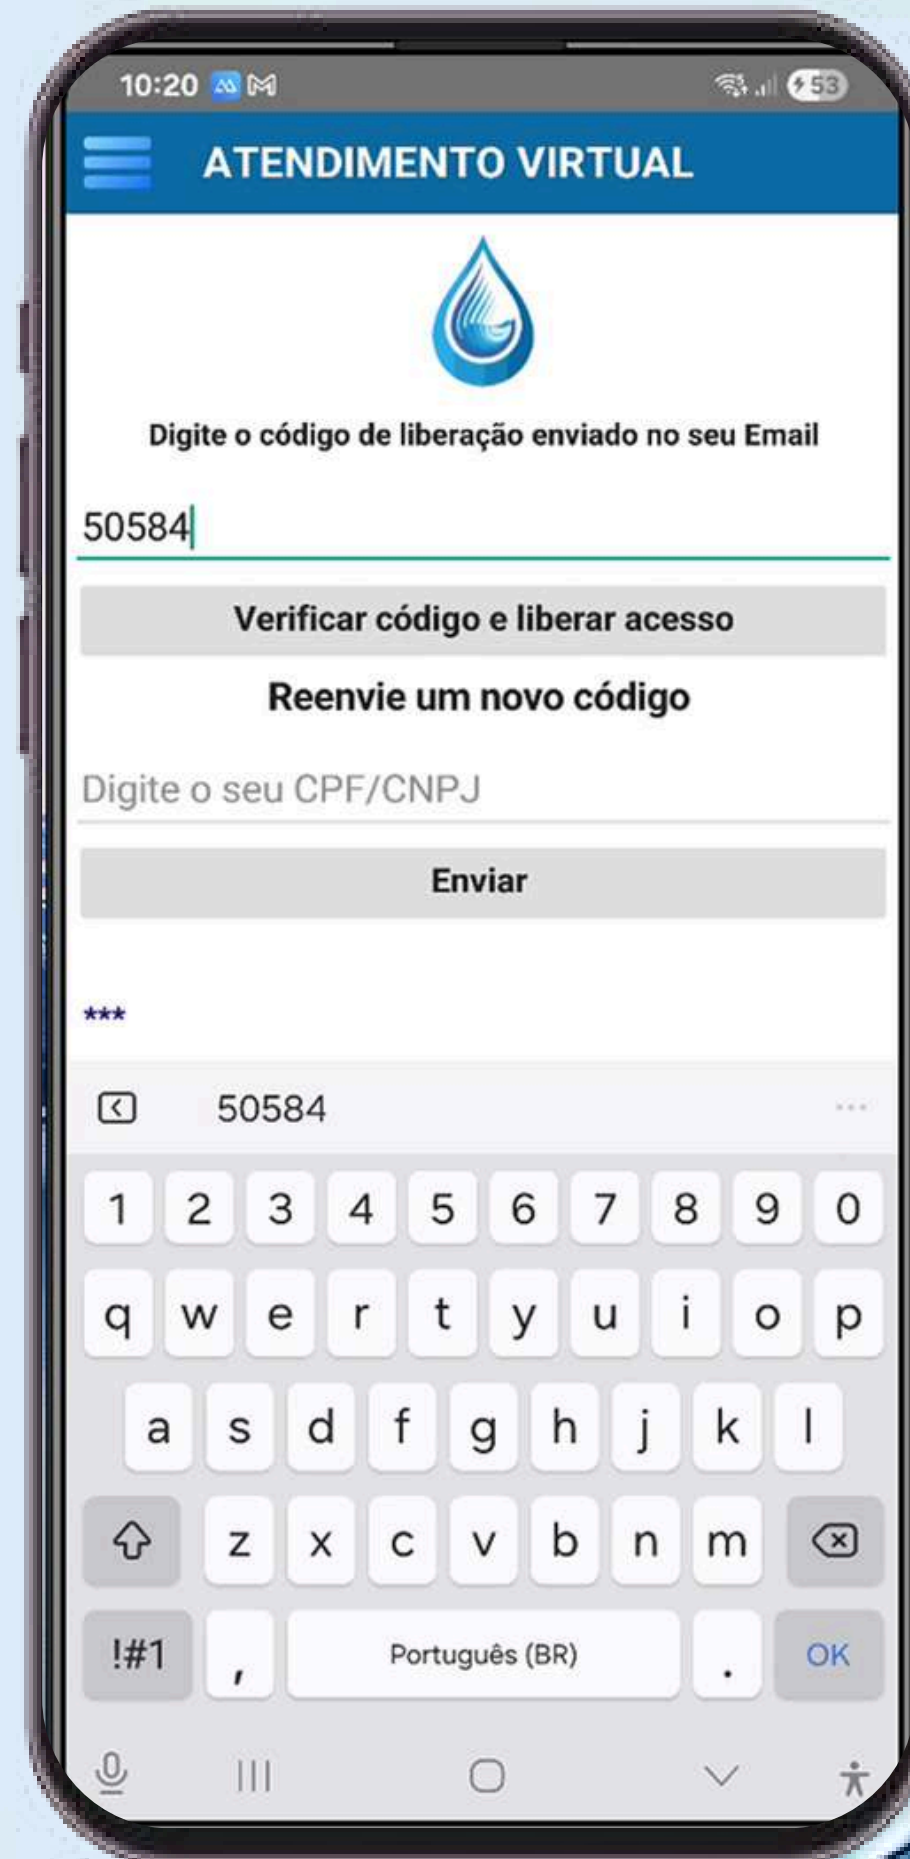 10:20 53
ATENDIMENTO VIRTUAL
Digite o código de liberação enviado no seu Email
50584
Verificar código e liberar acesso
Reenvie um novo código
Digite o seu CPF/CNPJ
Enviar
***
50584 ...
1 2 3 4 5 6 7 8 9 0
q w e r t y u i o p
a s d f g h j k l
z x c v b n m
!#1 , Português (BR) . OK